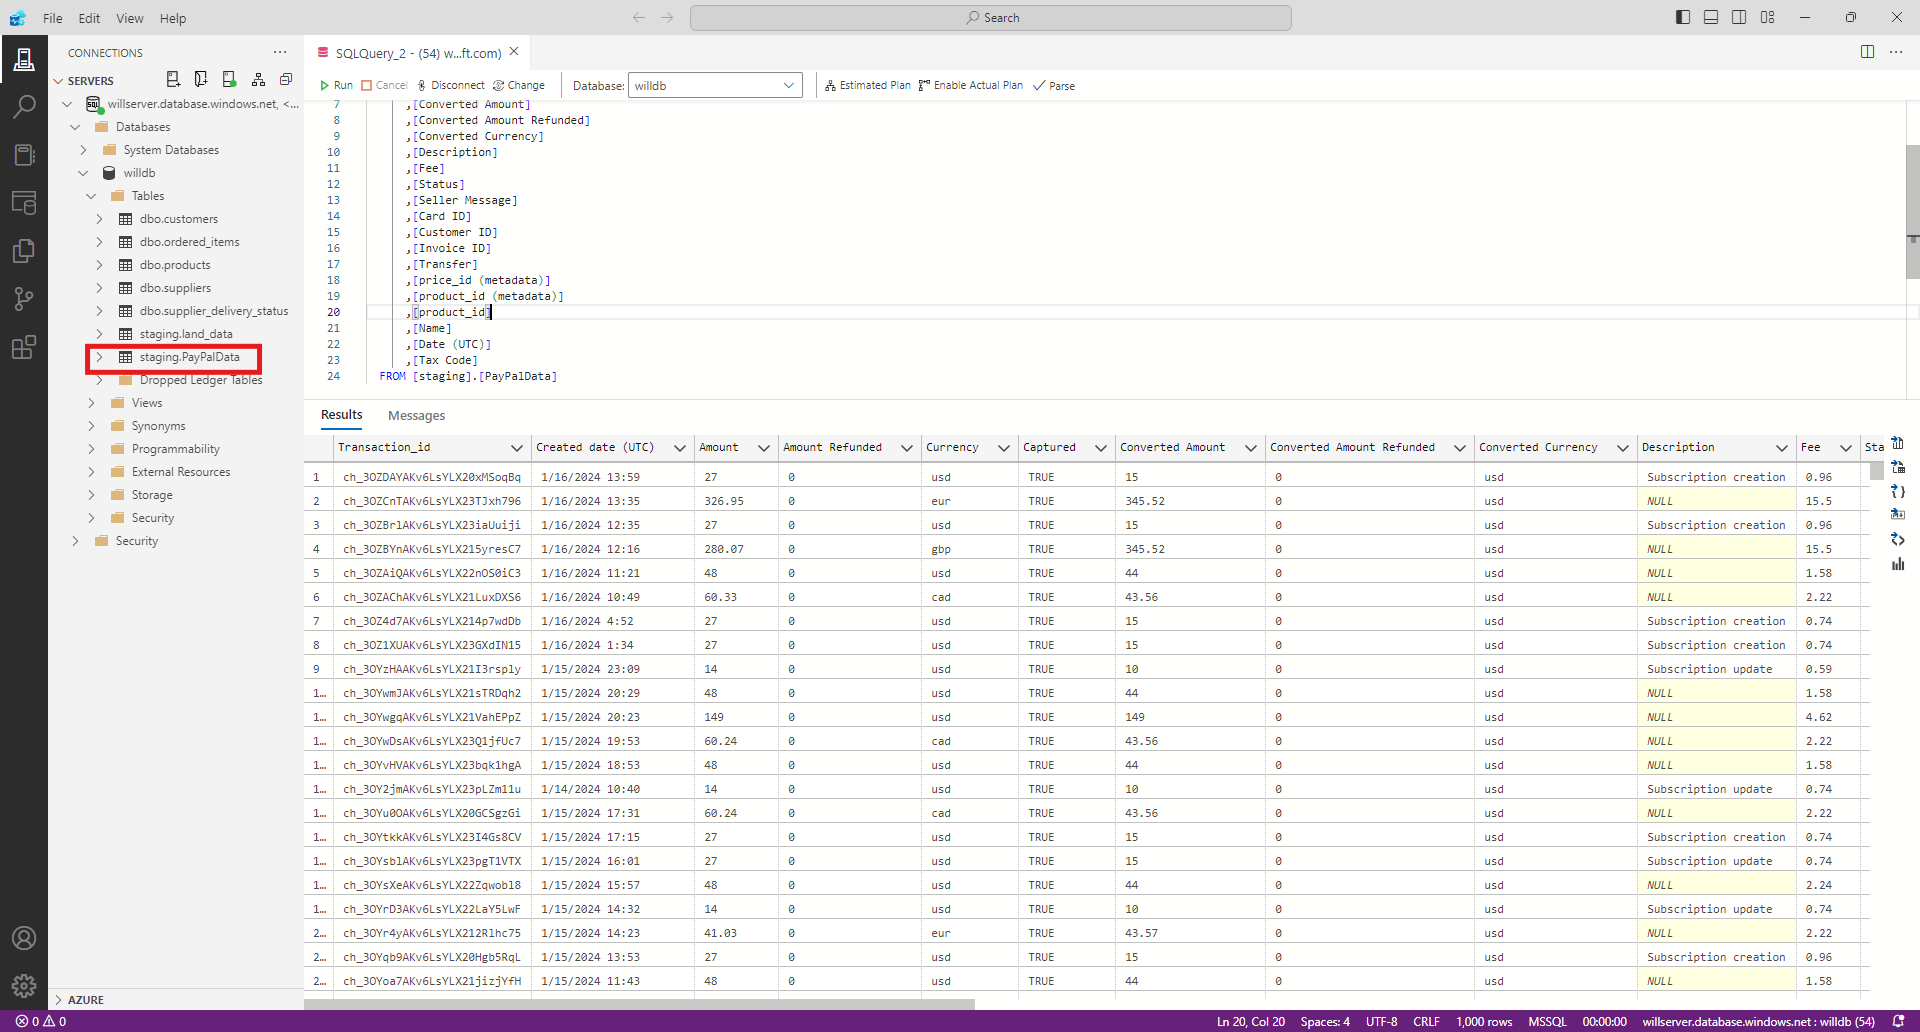 File Edit View Help
Search
CONNECTIONS
SERVERS
willserver.database.windows.net, <...
Databases
System Databases
willdb
Tables
dbo.customers
dbo.ordered_items
dbo.products
dbo.suppliers
dbo.supplier_delivery_status
staging.land_data
staging.PayPalData
Dropped Ledger Tables
Views
Synonyms
Programmability
External Resources
Storage
Security
Security
AZURE
SQLQuery_2 - (54) w...ft.com)
Run Cancel Disconnect Change Database: willdb Estimated Plan Enable Actual Plan Parse
7 ,[Converted Amount]
8 ,[Converted Amount Refunded]
9 ,[Converted Currency]
10 ,[Description]
11 ,[Fee]
12 ,[Status]
13 ,[Seller Message]
14 ,[Card ID]
15 ,[Customer ID]
16 ,[Invoice ID]
17 ,[Transfer]
18 ,[price_id (metadata)]
19 ,[product_id (metadata)]
20 ,[product_id]
21 ,[Name]
22 ,[Date (UTC)]
23 ,[Tax Code]
24 FROM [staging].[PayPalData]
Results Messages
Transaction_id Created date (UTC) Amount Amount Refunded Currency Captured Converted Amount Converted Amount Refunded Converted Currency Description Fee Sta
1 ch_3OZDAYAKv6LsYLX20xMSoqBq 1/16/2024 13:59 27 0 usd TRUE 15 0 usd Subscription creation 0.96
2 ch_3OZCnTAKv6LsYLX23TJxh796 1/16/2024 13:35 326.95 0 eur TRUE 345.52 0 usd NULL 15.5
3 ch_3OZBrlAKv6LsYLX23iaUuiji 1/16/2024 12:35 27 0 usd TRUE 15 0 usd Subscription creation 0.96
4 ch_3OZBYnAKv6LsYLX215yresC7 1/16/2024 12:16 280.07 0 gbp TRUE 345.52 0 usd NULL 15.5
5 ch_3OZAiQAKv6LsYLX22nOS0iC3 1/16/2024 11:21 48 0 usd TRUE 44 0 usd NULL 1.58
6 ch_3OZAChAKv6LsYLX21LuxDXS6 1/16/2024 10:49 60.33 0 cad TRUE 43.56 0 usd NULL 2.22
7 ch_3OZ4d7AKv6LsYLX214p7wdDb 1/16/2024 4:52 27 0 usd TRUE 15 0 usd Subscription creation 0.74
8 ch_3OZ1XUAKv6LsYLX23GXdIN15 1/16/2024 1:34 27 0 usd TRUE 15 0 usd Subscription creation 0.74
9 ch_3OYzHAAKv6LsYLX21I3rsply 1/15/2024 23:09 14 0 usd TRUE 10 0 usd Subscription update 0.59
1... ch_3OYwmJAKv6LsYLX21sTRDqh2 1/15/2024 20:29 48 0 usd TRUE 44 0 usd NULL 1.58
1... ch_3OYwgqAKv6LsYLX21VahEPpZ 1/15/2024 20:23 149 0 usd TRUE 149 0 usd NULL 4.62
1... ch_3OYwDsAKv6LsYLX23Q1jfUc7 1/15/2024 19:53 60.24 0 cad TRUE 43.56 0 usd NULL 2.22
1... ch_3OYvHVAKv6LsYLX23bqk1hgA 1/15/2024 18:53 48 0 usd TRUE 44 0 usd NULL 1.58
1... ch_3OY2jmAKv6LsYLX23pLZm11u 1/14/2024 10:40 14 0 usd TRUE 10 0 usd Subscription update 0.74
1... ch_3OYu0OAKv6LsYLX20GCSgzGi 1/15/2024 17:31 60.24 0 cad TRUE 43.56 0 usd NULL 2.22
1... ch_3OYtkkAKv6LsYLX23I4Gs8CV 1/15/2024 17:15 27 0 usd TRUE 15 0 usd Subscription creation 0.74
1... ch_3OYsblAKv6LsYLX23pgT1VTX 1/15/2024 16:01 27 0 usd TRUE 15 0 usd Subscription update 0.74
1... ch_3OYsXeAKv6LsYLX22Zqwobl8 1/15/2024 15:57 48 0 usd TRUE 44 0 usd NULL 2.24
1... ch_3OYrD3AKv6LsYLX22LaY5LwF 1/15/2024 14:32 14 0 usd TRUE 10 0 usd Subscription update 0.74
2... ch_3OYr4yAKv6LsYLX212Rlhc75 1/15/2024 14:23 41.03 0 eur TRUE 43.57 0 usd NULL 2.22
2... ch_3OYqb9AKv6LsYLX20Hgb5RqL 1/15/2024 13:53 27 0 usd TRUE 15 0 usd Subscription creation 0.96
2... ch_3OYoa7AKv6LsYLX21jizjYfH 1/15/2024 11:43 48 0 usd TRUE 44 0 usd NULL 1.58
0 0 Ln 20, Col 20 Spaces: 4 UTF-8 CRLF 1,000 rows MSSQL 00:00:00 willserver.database.windows.net : willdb (54)